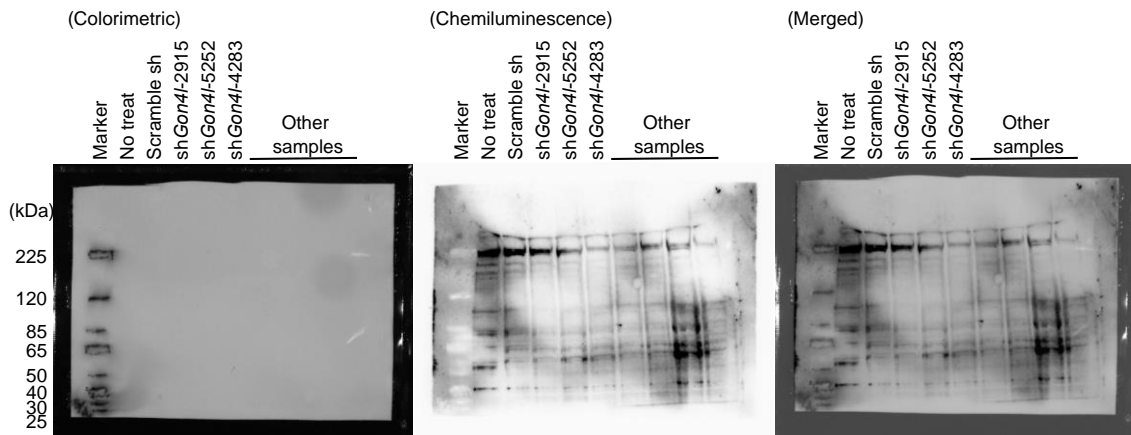 (Colorimetric)
Marker
No treat
Scramble sh
shGon4l-2915
shGon4l-5252
shGon4l-4283
Other
samples
(kDa)
225
120
85
65
50
40
30
25
(Chemiluminescence)
Marker
No treat
Scramble sh
shGon4l-2915
shGon4l-5252
shGon4l-4283
Other
samples
(Merged)
Marker
No treat
Scramble sh
shGon4l-2915
shGon4l-5252
shGon4l-4283
Other
samples